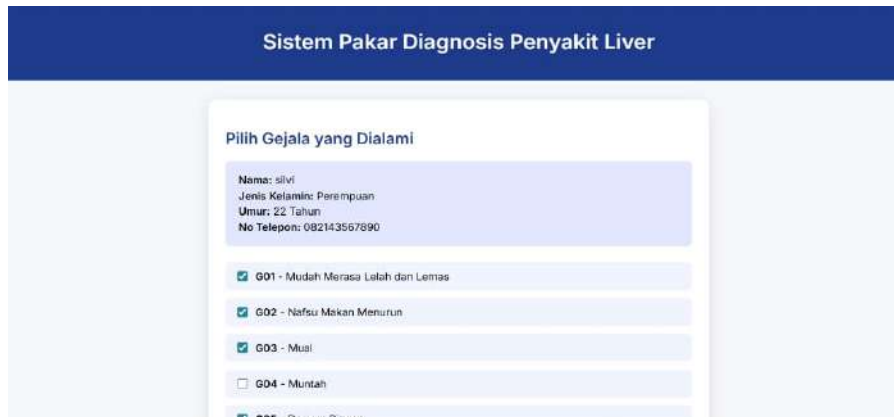 Sistem Pakar Diagnosis Penyakit Liver
Pilih Gejala yang Dialami
Nama: silvi
Jenis Kelamin: Perempuan
Umur: 22 Tahun
No Telepon: 082143567890
G01 - Mudah Merasa Lelah dan Lemas
G02 - Nafsu Makan Menurun
G03 - Mual
G04 - Muntah